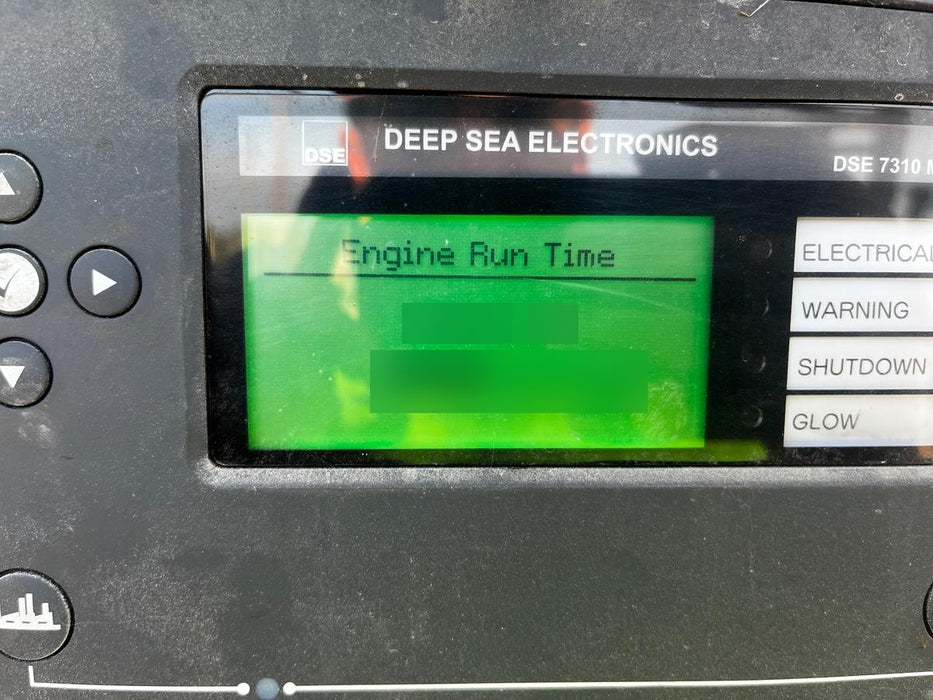 DSE
DEEP SEA ELECTRONICS
DSE 7310
Engine Run Time
ELECTRICAL
WARNING
SHUTDOWN
GLOW